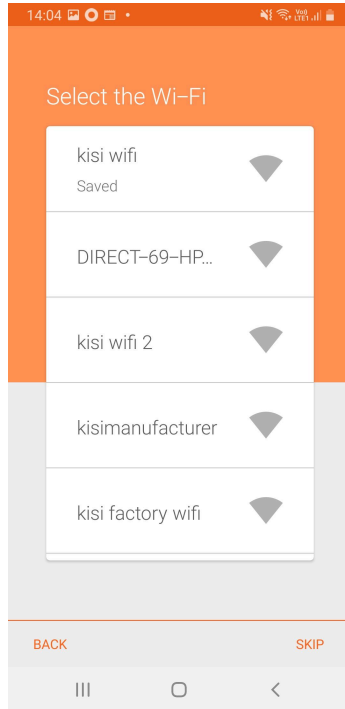 14:04
Select the Wi-Fi
kisi wifi
Saved
DIRECT-69-HP...
kisi wifi 2
kisimanufacturer
kisi factory wifi
BACK SKIP